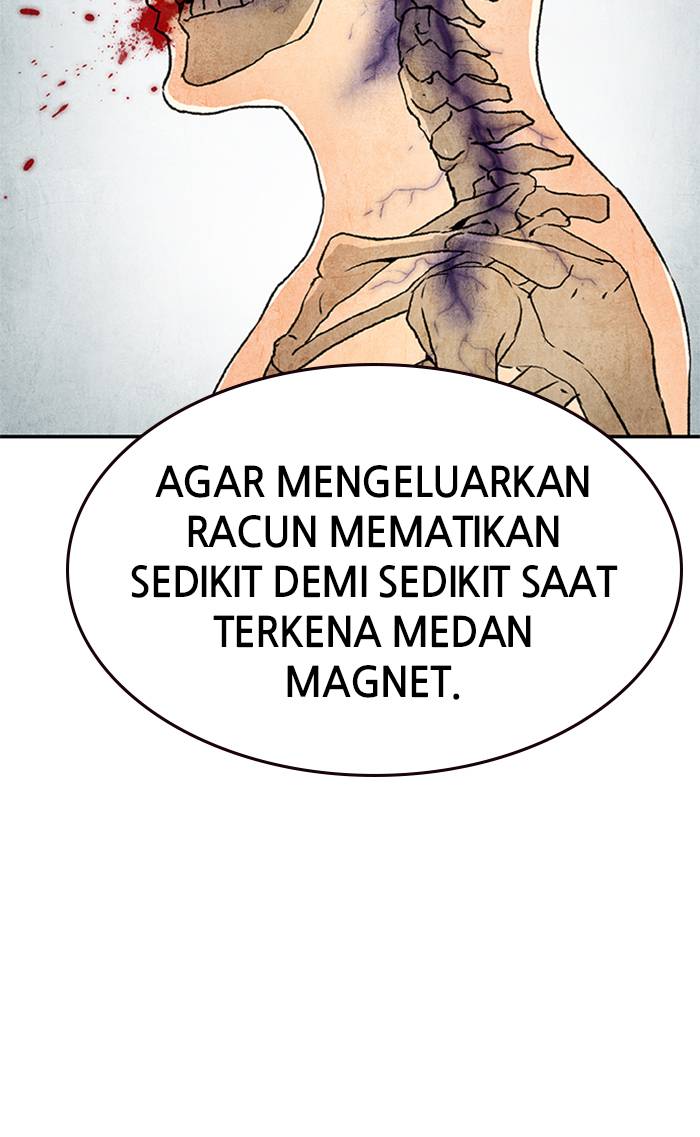 AGAR MENGELUARKAN
RACUN MEMATIKAN
SEDIKIT DEMI SEDIKIT SAAT
TERKENA MEDAN
MAGNET.